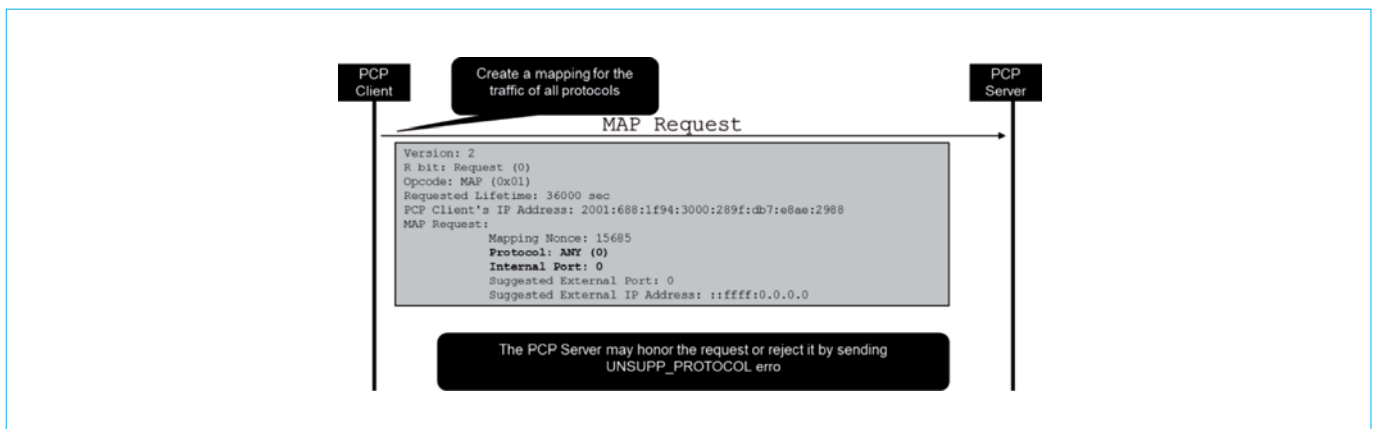 PCP
Client
Create a mapping for the
traffic of all protocols
PCP
Server
MAP Request
Version: 2
R bit: Request (0)
Opcode: MAP (0x01)
Requested Lifetime: 36000 sec
PCP Client's IP Address: 2001:688:1f94:3000:289f:db7:e8ae:2988
MAP Request:
Mapping Nonce: 15685
Protocol: ANY (0)
Internal Port: 0
Suggested External Port: 0
Suggested External IP Address: ::ffff:0.0.0.0
The PCP Server may honor the request or reject it by sending
UNSUPP_PROTOCOL erro